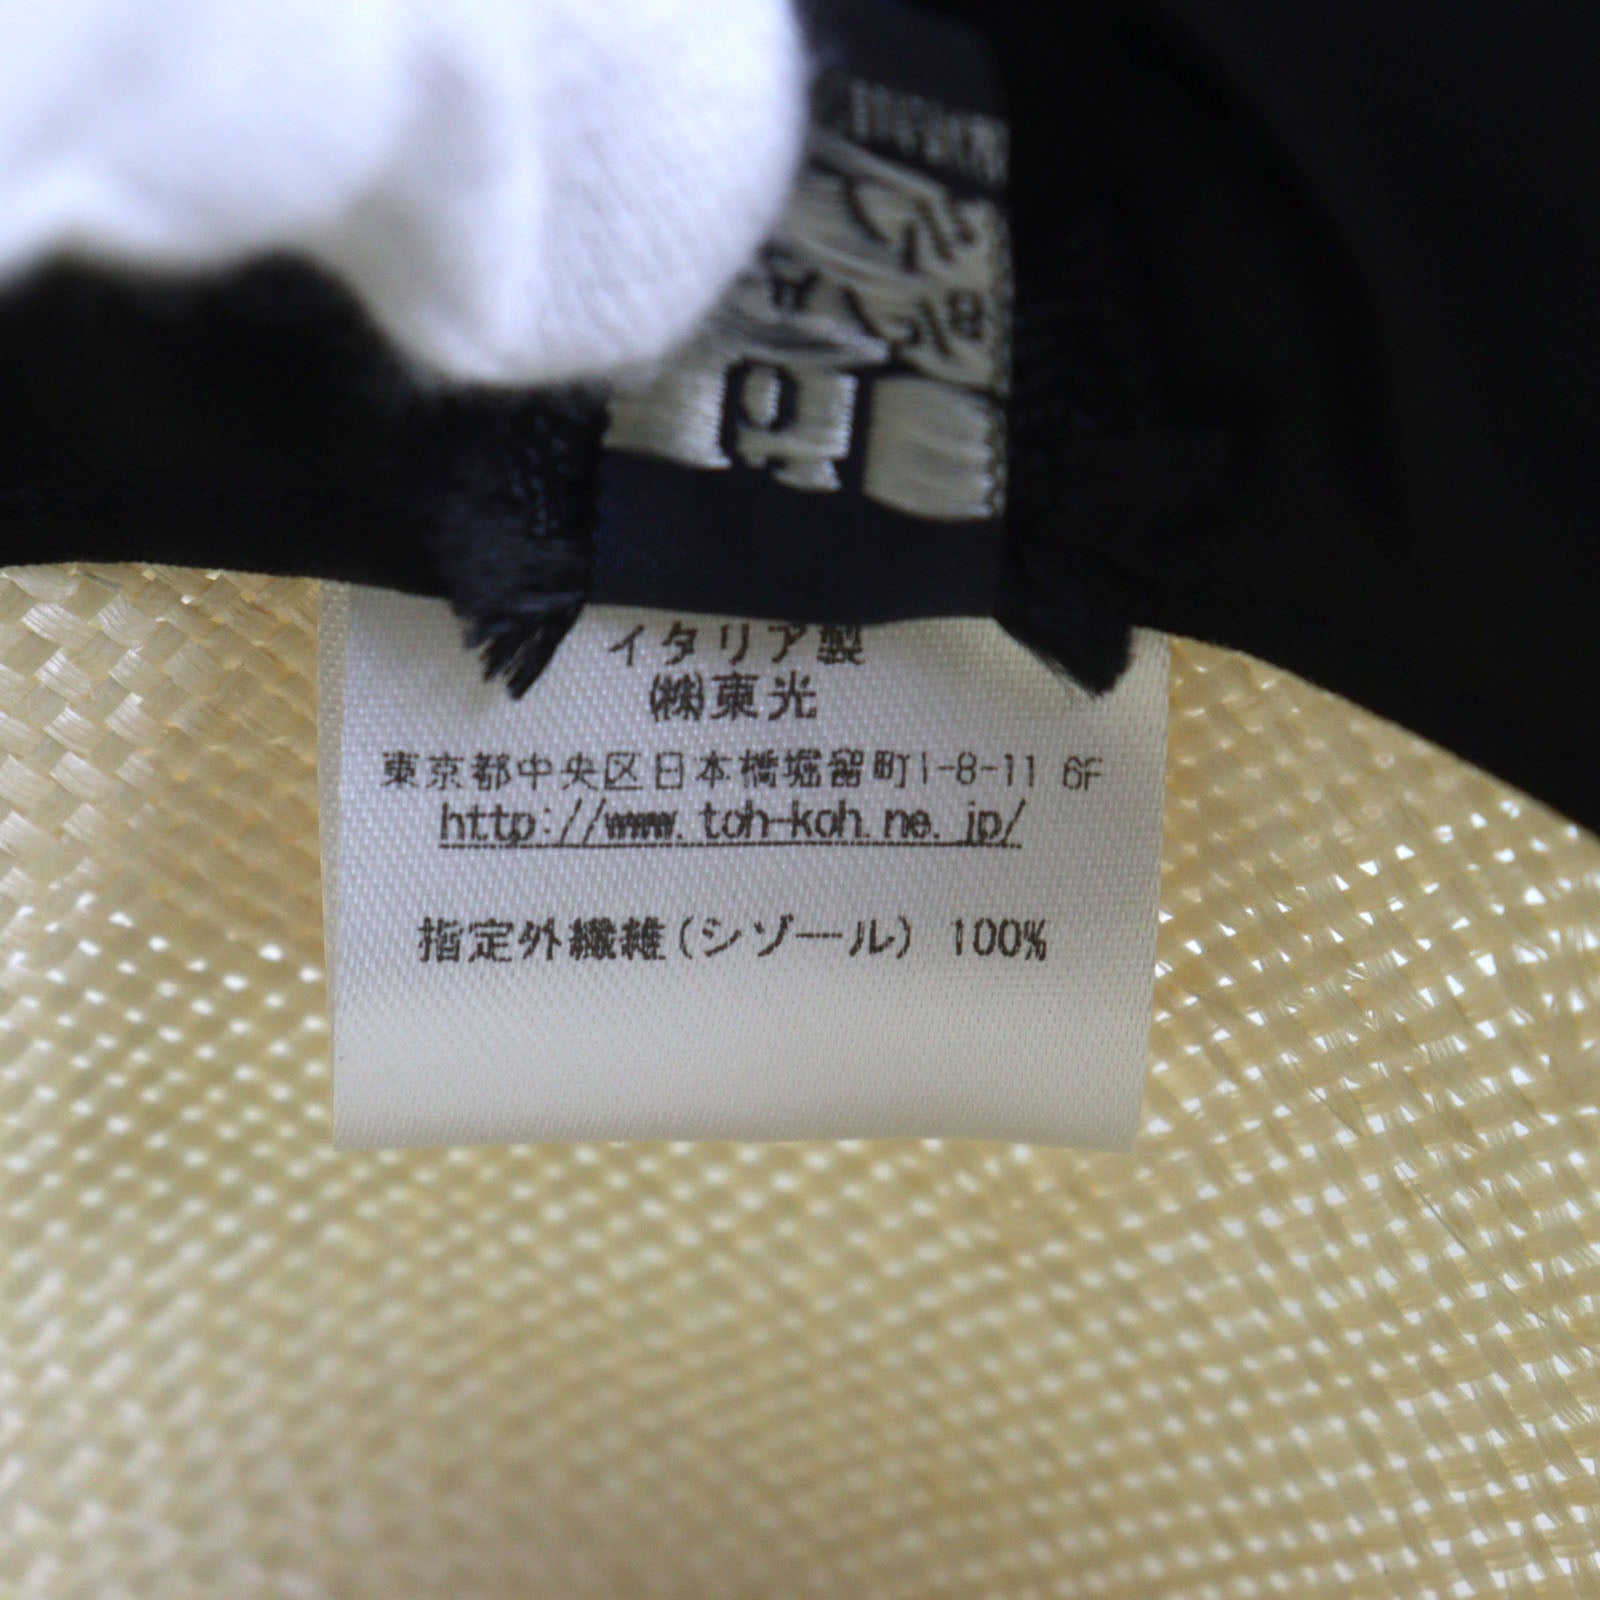 イタリア製
㈱東光
東京都中央区日本橋堀留町1-8-11 6F
http://www.toh-koh.ne.jp/
指定外繊維(シゾール) 100%